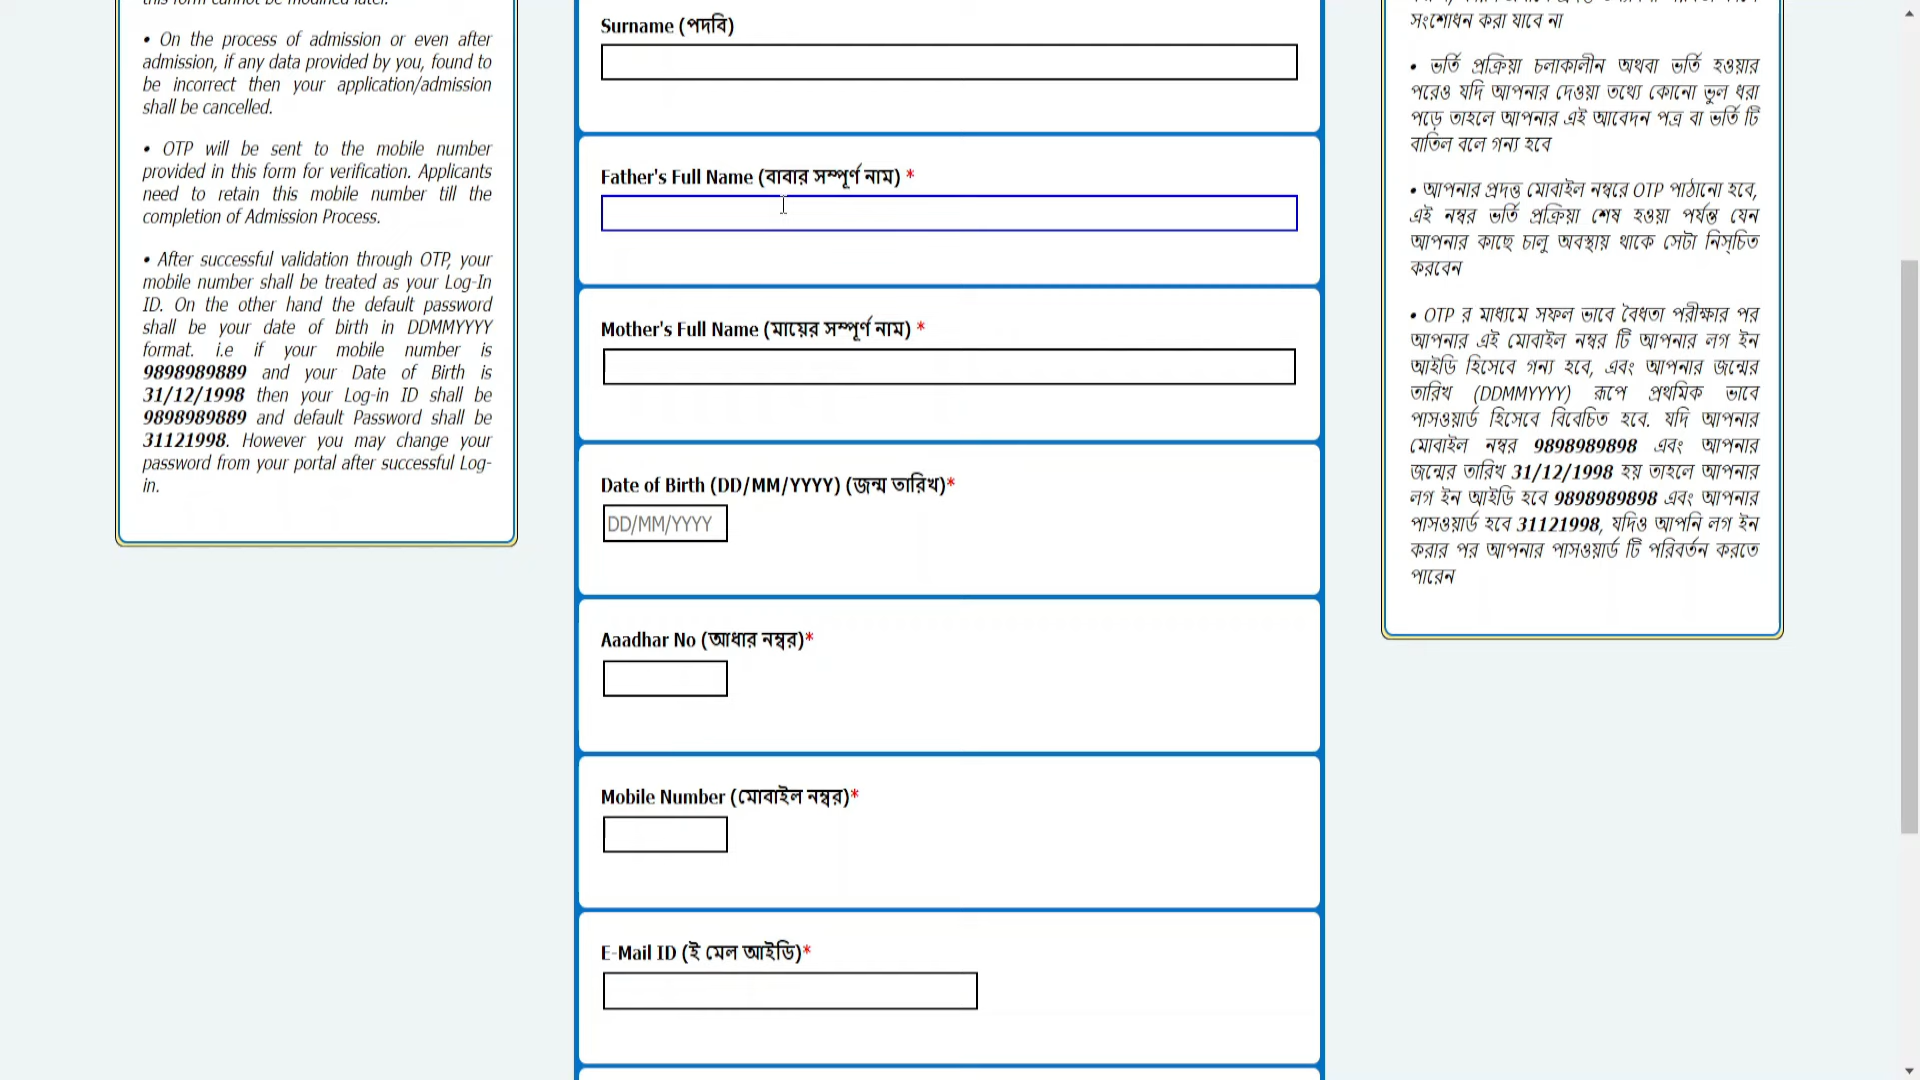 this form cannot be modified later.
• On the process of admission or even after
admission, if any data provided by you, found to
be incorrect then your application/admission
shall be cancelled.
• OTP will be sent to the mobile number
provided in this form for verification. Applicants
need to retain this mobile number till the
completion of Admission Process.
• After successful validation through OTP, your
mobile number shall be treated as your Log-In
ID. On the other hand the default password
shall be your date of birth in DDMMYYYY
format. i.e if your mobile number is
9898989889 and your Date of Birth is
31/12/1998 then your Log-in ID shall be
9898989889 and default Password shall be
31121998. However you may change your
password from your portal after successful Log-
in.
Surname (পদবি)
Father's Full Name (বাবার সম্পূর্ণ নাম) *
Mother's Full Name (মায়ের সম্পূর্ণ নাম) *
Date of Birth (DD/MM/YYYY) (জন্ম তারিখ)*
DD/MM/YYYY
Aaadhar No (আধার নম্বর)*
Mobile Number (মোবাইল নম্বর)*
E-Mail ID (ই মেল আইডি)*
সংশোধন করা যাবে না
• ভর্তি প্রক্রিয়া চলাকালীন অথবা ভর্তি হওয়ার
পরেও যদি আপনার দেওয়া তথ্যে কোনো ভুল ধরা
পড়ে তাহলে আপনার এই আবেদন পত্র বা ভর্তি টি
বাতিল বলে গন্য হবে
• আপনার প্রদত্ত মোবাইল নম্বরে OTP পাঠানো হবে,
এই নম্বর ভর্তি প্রক্রিয়া শেষ হওয়া পর্যন্ত যেন
আপনার কাছে চালু অবস্থায় থাকে সেটা নিস্চিত
করবেন
• OTP র মাধ্যমে সফল ভাবে বৈধতা পরীক্ষার পর
আপনার এই মোবাইল নম্বর টি আপনার লগ ইন
আইডি হিসেবে গন্য হবে, এবং আপনার জন্মের
তারিখ (DDMMYYYY) রূপে প্রথমিক ভাবে
পাসওয়ার্ড হিসেবে বিবেচিত হবে. যদি আপনার
মোবাইল নম্বর 9898989898 এবং আপনার
জন্মের তারিখ 31/12/1998 হয় তাহলে আপনার
লগ ইন আইডি হবে 9898989898 এবং আপনার
পাসওয়ার্ড হবে 31121998, যদিও আপনি লগ ইন
করার পর আপনার পাসওয়ার্ড টি পরিবর্তন করতে
পারেন